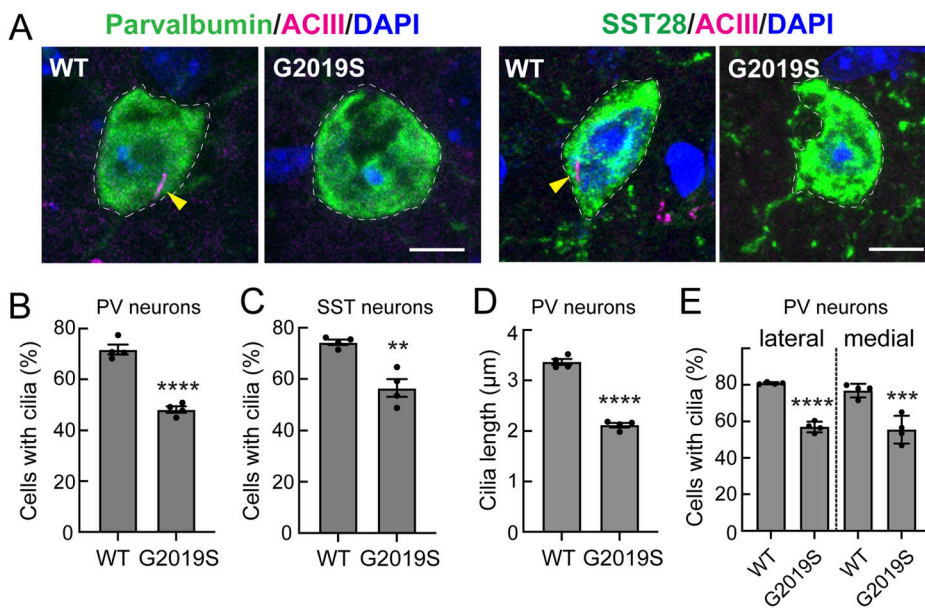 A
Parvalbumin/ACIII/DAPI
WT
G2019S
SST28/ACIII/DAPI
WT
G2019S
B
PV neurons
Cells with cilia (%)
80
60
40
20
0
****
WT
G2019S
C
SST neurons
Cells with cilia (%)
80
60
40
20
0
**
WT
G2019S
D
PV neurons
Cilia length (μm)
4
3
2
1
0
****
WT
G2019S
E
PV neurons
lateral
medial
Cells with cilia (%)
100
80
60
40
20
0
****
***
WT
G2019S
WT
G2019S